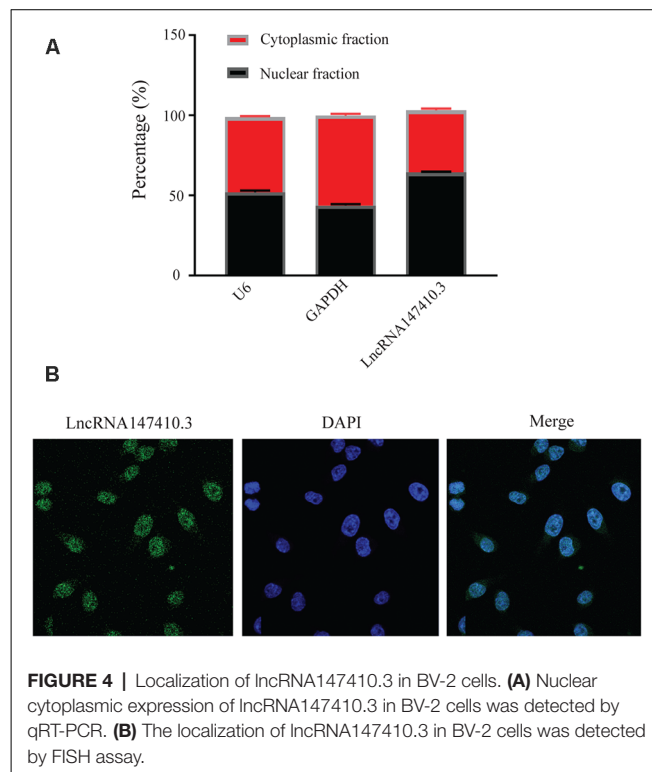 A
150
100
50
0
Percentage (%)
Cytoplasmic fraction
Nuclear fraction
U6
GAPDH
LncRNA147410.3
B
LncRNA147410.3 DAPI Merge
FIGURE 4 | Localization of lncRNA147410.3 in BV-2 cells. (A) Nuclear
cytoplasmic expression of lncRNA147410.3 in BV-2 cells was detected by
qRT-PCR. (B) The localization of lncRNA147410.3 in BV-2 cells was detected
by FISH assay.